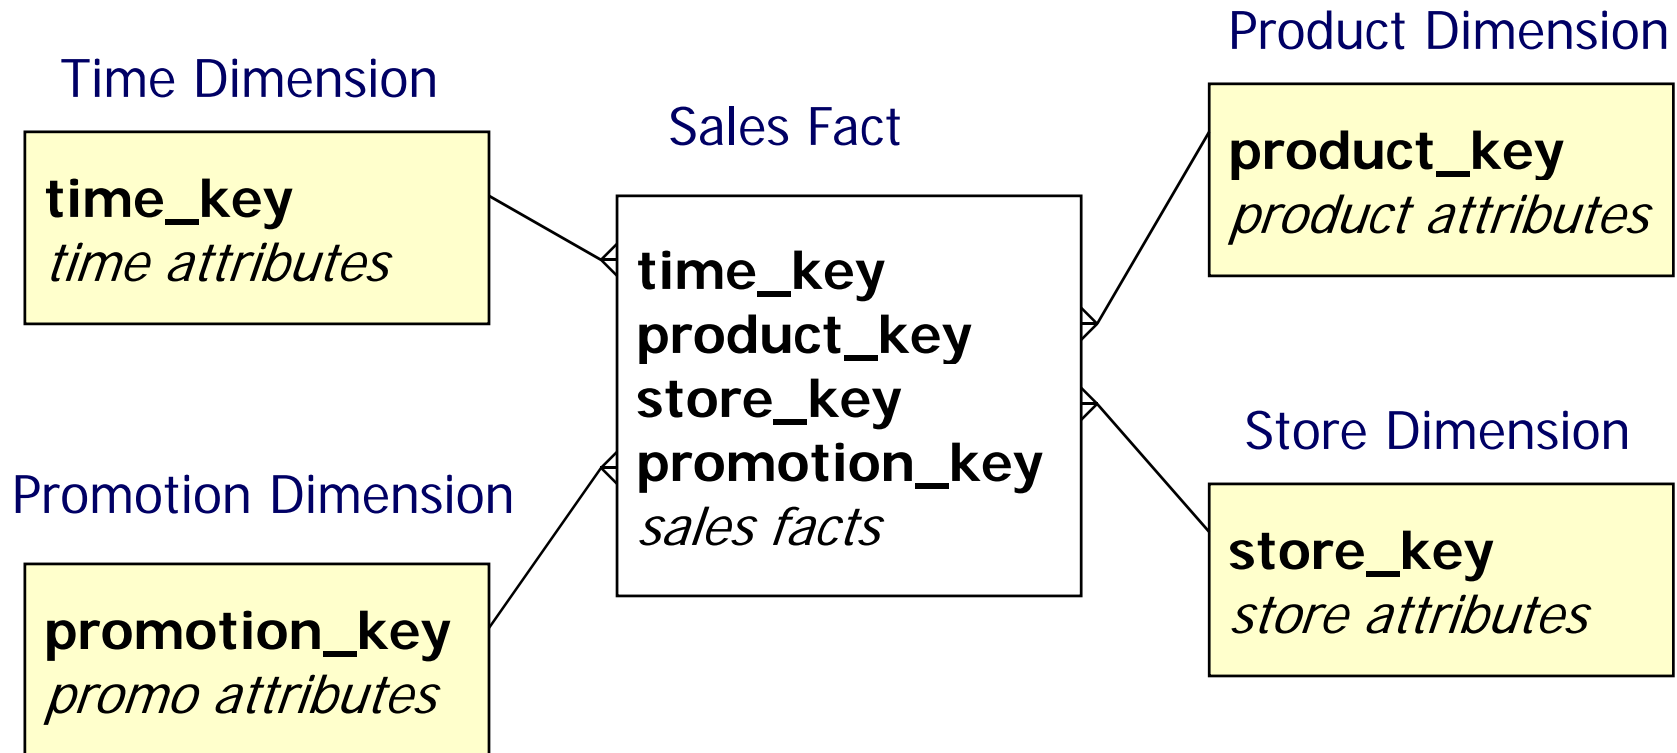 Time Dimension
time_key
time attributes
Promotion Dimension
promotion_key
promo attributes
Sales Fact
time_key
product_key
store_key
promotion_key
sales facts
Product Dimension
product_key
product attributes
Store Dimension
store_key
store attributes